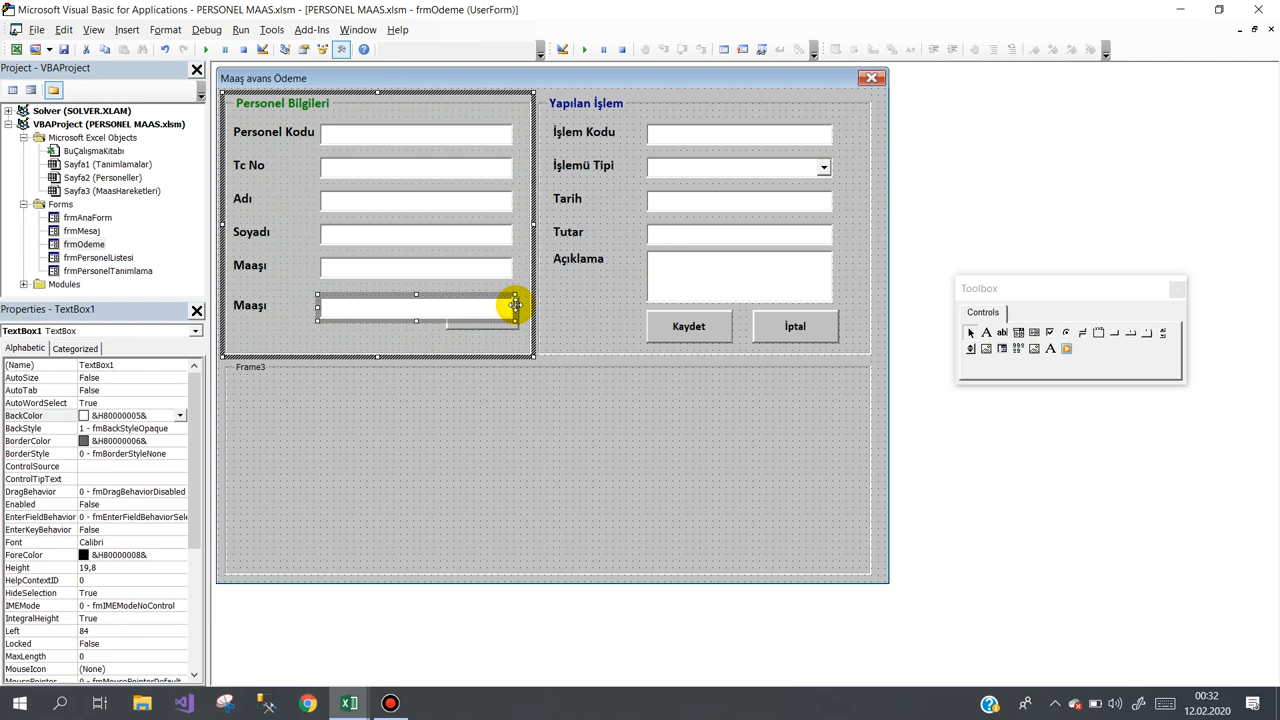 Microsoft Visual Basic for Applications - PERSONEL MAAS.xlsm - [frmOdeme (UserForm)]
File Edit View Insert Format Debug Run Tools Add-Ins Window Help
Project - VBAProject
Solver (SOLVER.XLAM)
VBAProject (PERSONEL MAAS.xlsm)
Microsoft Excel Objects
BuÇalışmaKitabı
Sayfa1 (Tanimlamalar)
Sayfa2 (Personeller)
Sayfa3 (MaasHareketleri)
Forms
frmAnaForm
frmMesaj
frmOdeme
frmPersonelListesi
frmPersonelTanimlama
Modules
Properties - TextBox1
TextBox1 TextBox
Alphabetic Categorized
(Name) TextBox1
AutoSize False
AutoTab False
AutoWordSelect True
BackColor &H80000005&
BackStyle 1 - fmBackStyleOpaque
BorderColor &H80000006&
BorderStyle 0 - fmBorderStyleNone
ControlSource
ControlTipText
DragBehavior 0 - fmDragBehaviorDisabled
Enabled False
EnterFieldBehavior 0 - fmEnterFieldBehaviorSele
EnterKeyBehavior False
Font Calibri
ForeColor &H80000008&
Height 19,8
HelpContextID 0
HideSelection True
IMEMode 0 - fmIMEModeNoControl
IntegralHeight True
Left 84
Locked False
MaxLength 0
MouseIcon (None)
MousePointer 0 - fmMousePointerDefault
Maaş avans Ödeme
Personel Bilgileri
Personel Kodu
Tc No
Adı
Soyadı
Maaşı
Maaşı
Yapılan İşlem
İşlem Kodu
İşlemü Tipi
Tarih
Tutar
Açıklama
Kaydet İptal
Frame3
Toolbox
Controls
00:32
12.02.2020